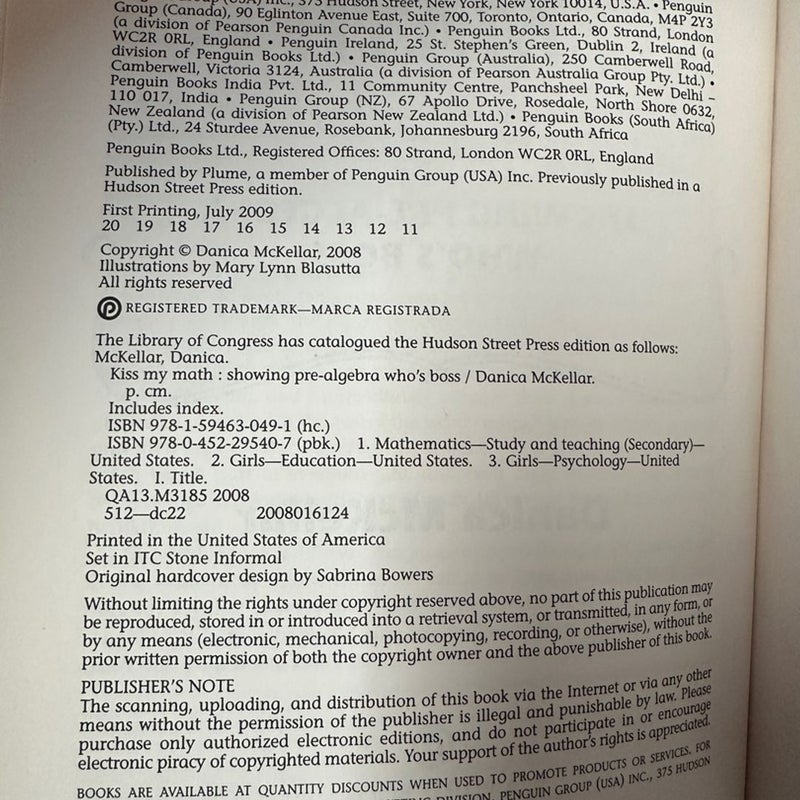 (USA) Inc., 375 Hudson Street, New York, New York 10014, U.S.A. • Penguin
Group (Canada), 90 Eglinton Avenue East, Suite 700, Toronto, Ontario, Canada, M4P 2Y3
(a division of Pearson Penguin Canada Inc.) • Penguin Books Ltd., 80 Strand, London
WC2R 0RL, England • Penguin Ireland, 25 St. Stephen's Green, Dublin 2, Ireland (a
division of Penguin Books Ltd.) • Penguin Group (Australia), 250 Camberwell Road,
Camberwell, Victoria 3124, Australia (a division of Pearson Australia Group Pty. Ltd.) •
Penguin Books India Pvt. Ltd., 11 Community Centre, Panchsheel Park, New Delhi –
110 017, India • Penguin Group (NZ), 67 Apollo Drive, Rosedale, North Shore 0632,
New Zealand (a division of Pearson New Zealand Ltd.) • Penguin Books (South Africa)
(Pty.) Ltd., 24 Sturdee Avenue, Rosebank, Johannesburg 2196, South Africa
Penguin Books Ltd., Registered Offices: 80 Strand, London WC2R 0RL, England
Published by Plume, a member of Penguin Group (USA) Inc. Previously published in a
Hudson Street Press edition.
First Printing, July 2009
20 19 18 17 16 15 14 13 12 11
Copyright © Danica McKellar, 2008
Illustrations by Mary Lynn Blasutta
All rights reserved
P REGISTERED TRADEMARK—MARCA REGISTRADA
The Library of Congress has catalogued the Hudson Street Press edition as follows:
McKellar, Danica.
Kiss my math : showing pre-algebra who's boss / Danica McKellar.
p. cm.
Includes index.
ISBN 978-1-59463-049-1 (hc.)
ISBN 978-0-452-29540-7 (pbk.) 1. Mathematics—Study and teaching (Secondary)—
United States. 2. Girls—Education—United States. 3. Girls—Psychology—United
States. I. Title.
QA13.M3185 2008
512—dc22 2008016124
Printed in the United States of America
Set in ITC Stone Informal
Original hardcover design by Sabrina Bowers
Without limiting the rights under copyright reserved above, no part of this publication may
be reproduced, stored in or introduced into a retrieval system, or transmitted, in any form, or
by any means (electronic, mechanical, photocopying, recording, or otherwise), without the
prior written permission of both the copyright owner and the above publisher of this book.
PUBLISHER'S NOTE
The scanning, uploading, and distribution of this book via the Internet or via any other
means without the permission of the publisher is illegal and punishable by law. Please
purchase only authorized electronic editions, and do not participate in or encourage
electronic piracy of copyrighted materials. Your support of the author's rights is appreciated.
BOOKS ARE AVAILABLE AT QUANTITY DISCOUNTS WHEN USED TO PROMOTE PRODUCTS OR SERVICES. FOR
DIVISION, PENGUIN GROUP (USA) INC., 375 HUDSON